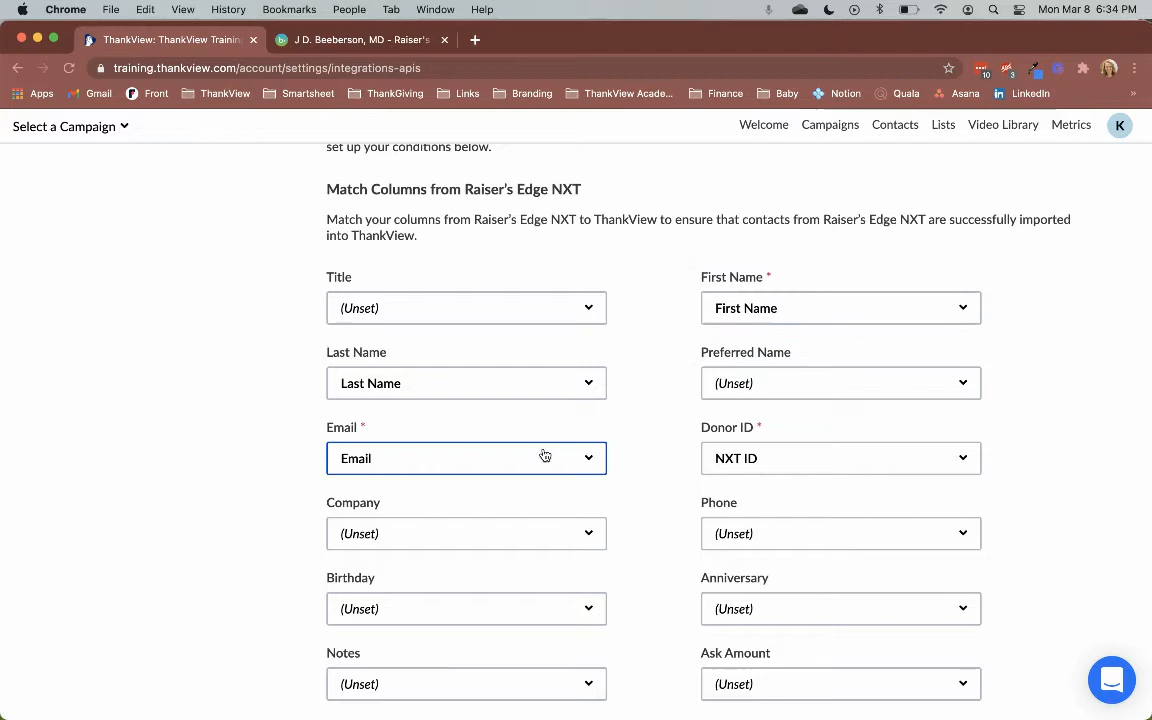 Chrome File Edit View History Bookmarks People Tab Window Help Mon Mar 8 6:34 PM
ThankView: ThankView Trainin
J D. Beeberson, MD - Raiser's
training.thankview.com/account/settings/integrations-apis
10 3
Apps Gmail Front ThankView Smartsheet ThankGiving Links Branding ThankView Acade... Finance Baby Notion Quala Asana LinkedIn »
Select a Campaign Welcome Campaigns Contacts Lists Video Library Metrics K
set up your conditions below.
Match Columns from Raiser's Edge NXT
Match your columns from Raiser's Edge NXT to ThankView to ensure that contacts from Raiser's Edge NXT are successfully imported
into ThankView.
Title First Name *
(Unset) First Name
Last Name Preferred Name
Last Name (Unset)
Email * Donor ID *
Email NXT ID
Company Phone
(Unset) (Unset)
Birthday Anniversary
(Unset) (Unset)
Notes Ask Amount
(Unset) (Unset)